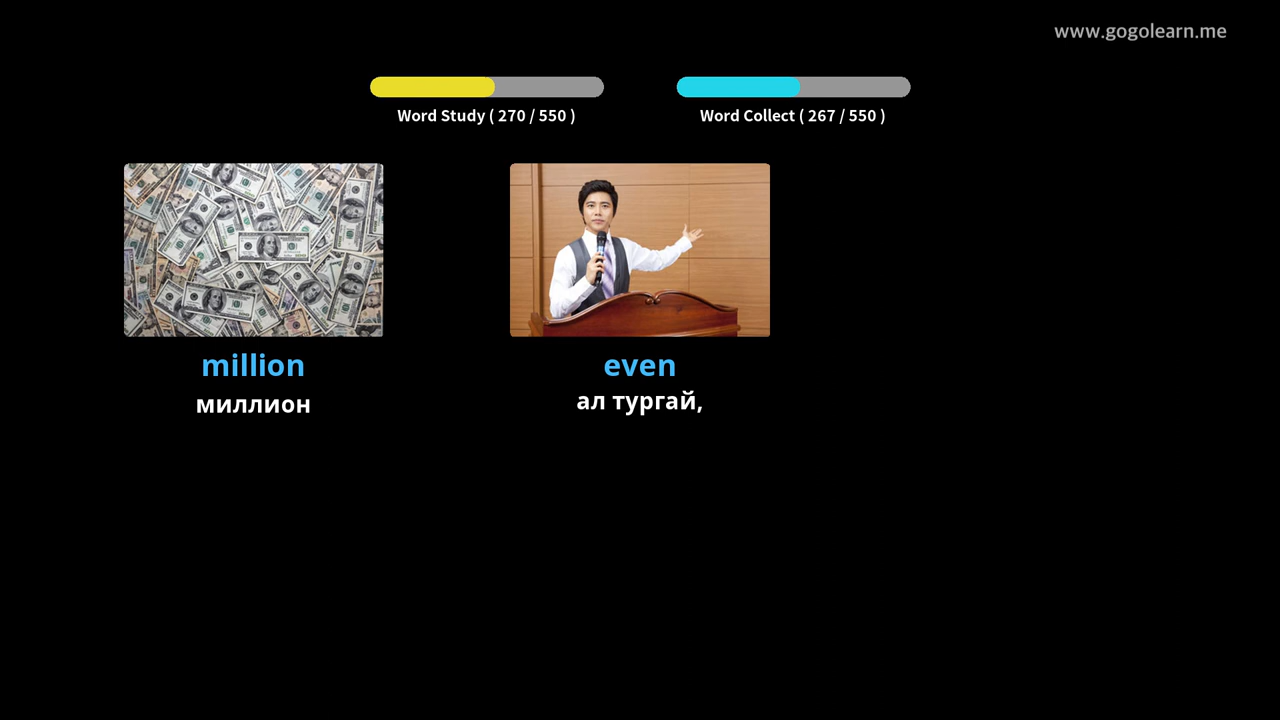 www.gogolearn.me
Word Study ( 270 / 550 )
Word Collect ( 267 / 550 )
million
миллион
even
ал тургай,